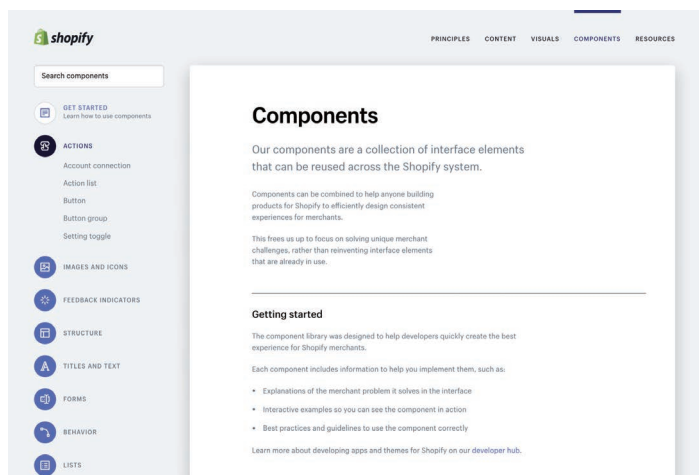 shopify
PRINCIPLES CONTENT VISUALS COMPONENTS RESOURCES
Search components
GET STARTED
Learn how to use components
ACTIONS
Account connection
Action list
Button
Button group
Setting toggle
IMAGES AND ICONS
FEEDBACK INDICATORS
STRUCTURE
TITLES AND TEXT
FORMS
BEHAVIOR
LISTS
Components
Our components are a collection of interface elements
that can be reused across the Shopify system.
Components can be combined to help anyone building
products for Shopify to efficiently design consistent
experiences for merchants.
This frees us up to focus on solving unique merchant
challenges, rather than reinventing interface elements
that are already in use.
Getting started
The component library was designed to help developers quickly create the best
experience for Shopify merchants.
Each component includes information to help you implement them, such as:
• Explanations of the merchant problem it solves in the interface
• Interactive examples so you can see the component in action
• Best practices and guidelines to use the component correctly
Learn more about developing apps and themes for Shopify on our developer hub.